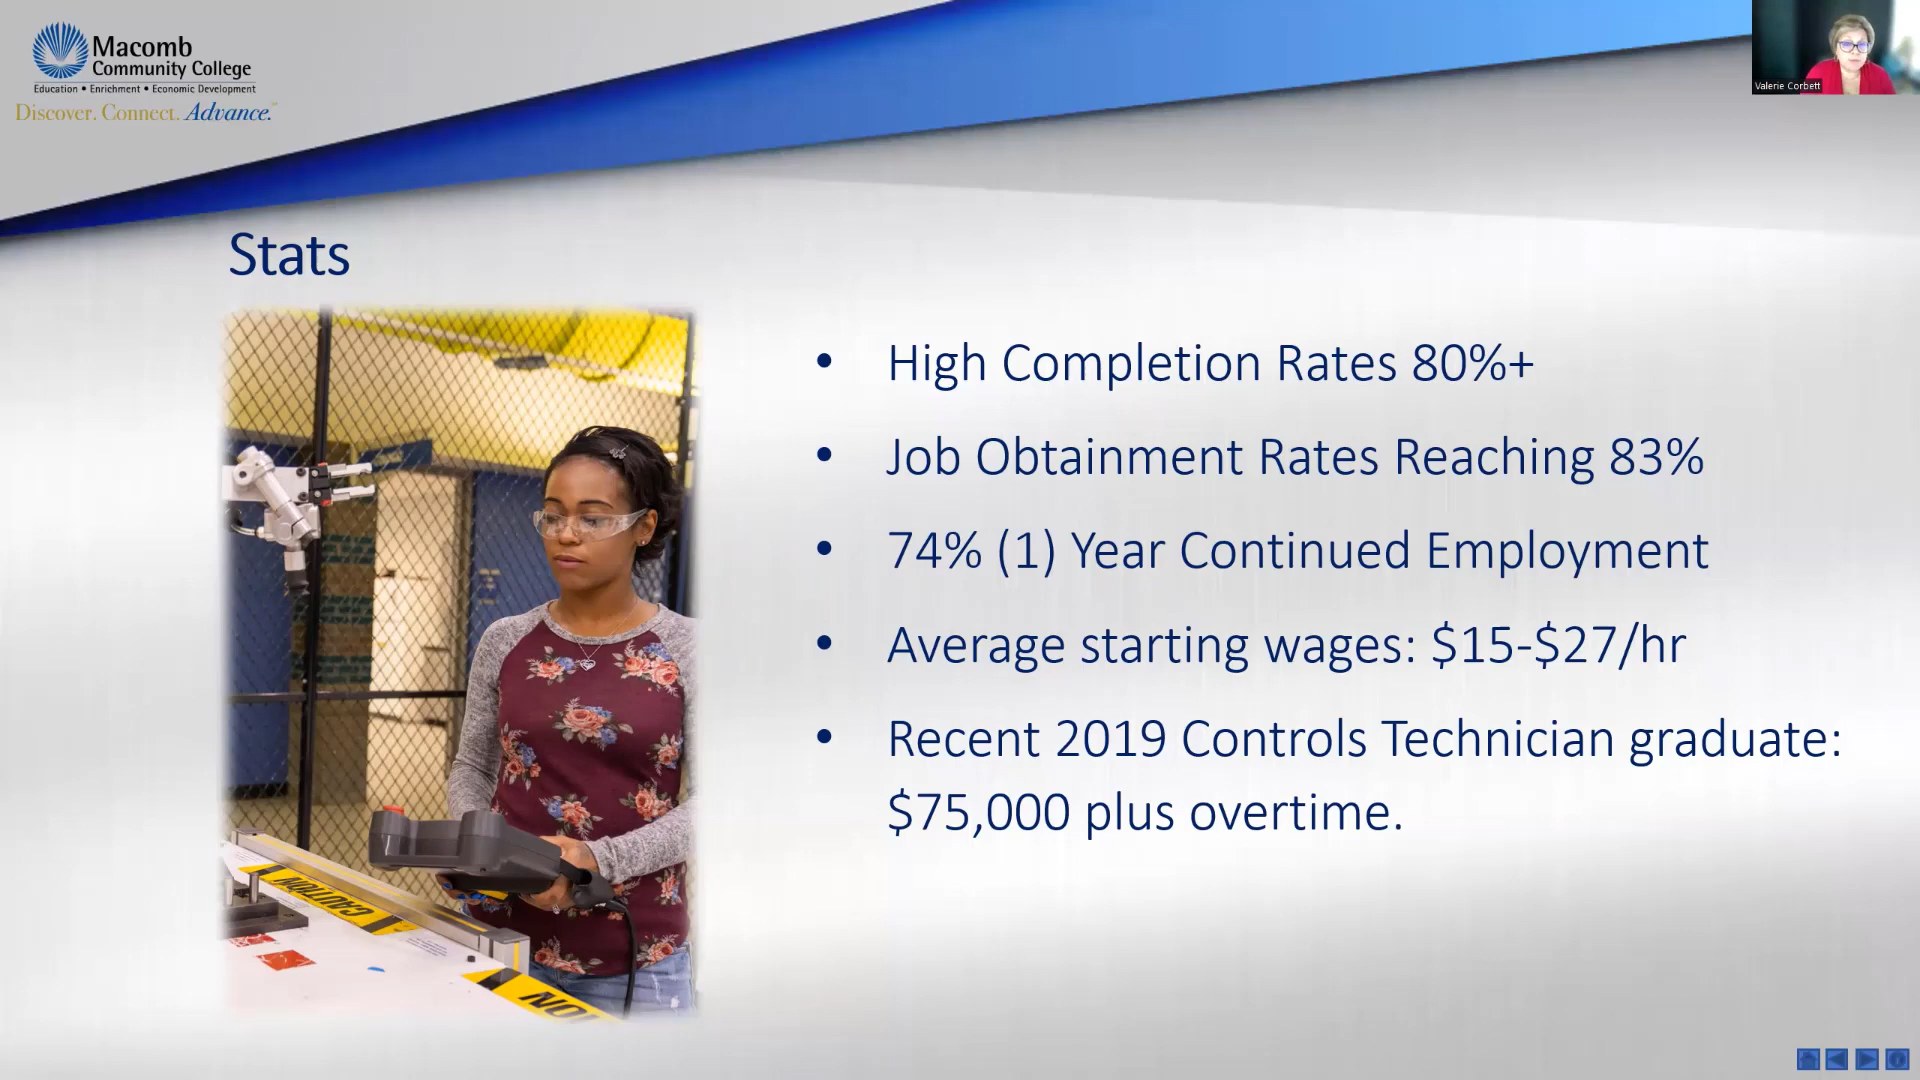 Macomb
Community College
Education • Enrichment • Economic Development
Discover. Connect. Advance.
Valerie Corbett
Stats
• High Completion Rates 80%+
• Job Obtainment Rates Reaching 83%
• 74% (1) Year Continued Employment
• Average starting wages: $15-$27/hr
• Recent 2019 Controls Technician graduate:
$75,000 plus overtime.
CAUTION
ION